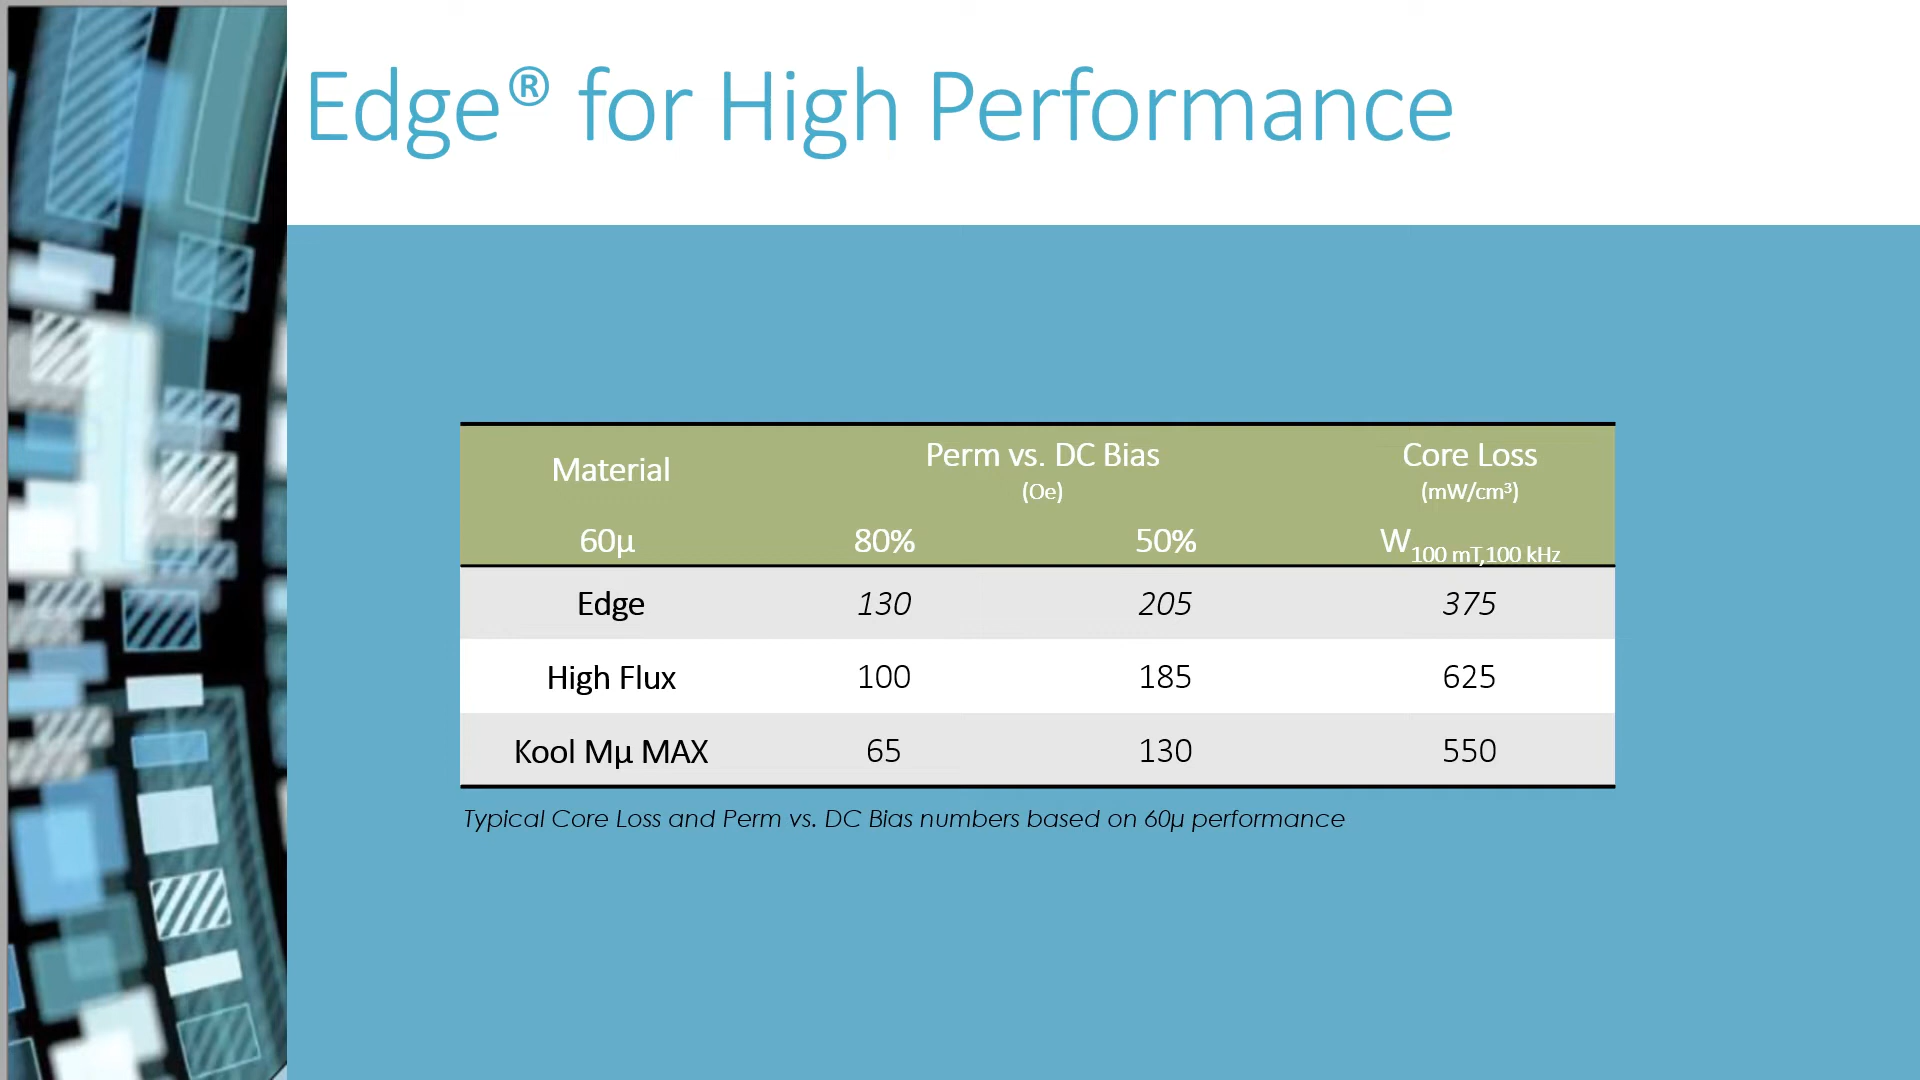 Edge® for High Performance
Material Perm vs. DC Bias Core Loss
(Oe) (mW/cm³)
60µ 80% 50% W100 mT,100 kHz
Edge 130 205 375
High Flux 100 185 625
Kool Mµ MAX 65 130 550
Typical Core Loss and Perm vs. DC Bias numbers based on 60µ performance